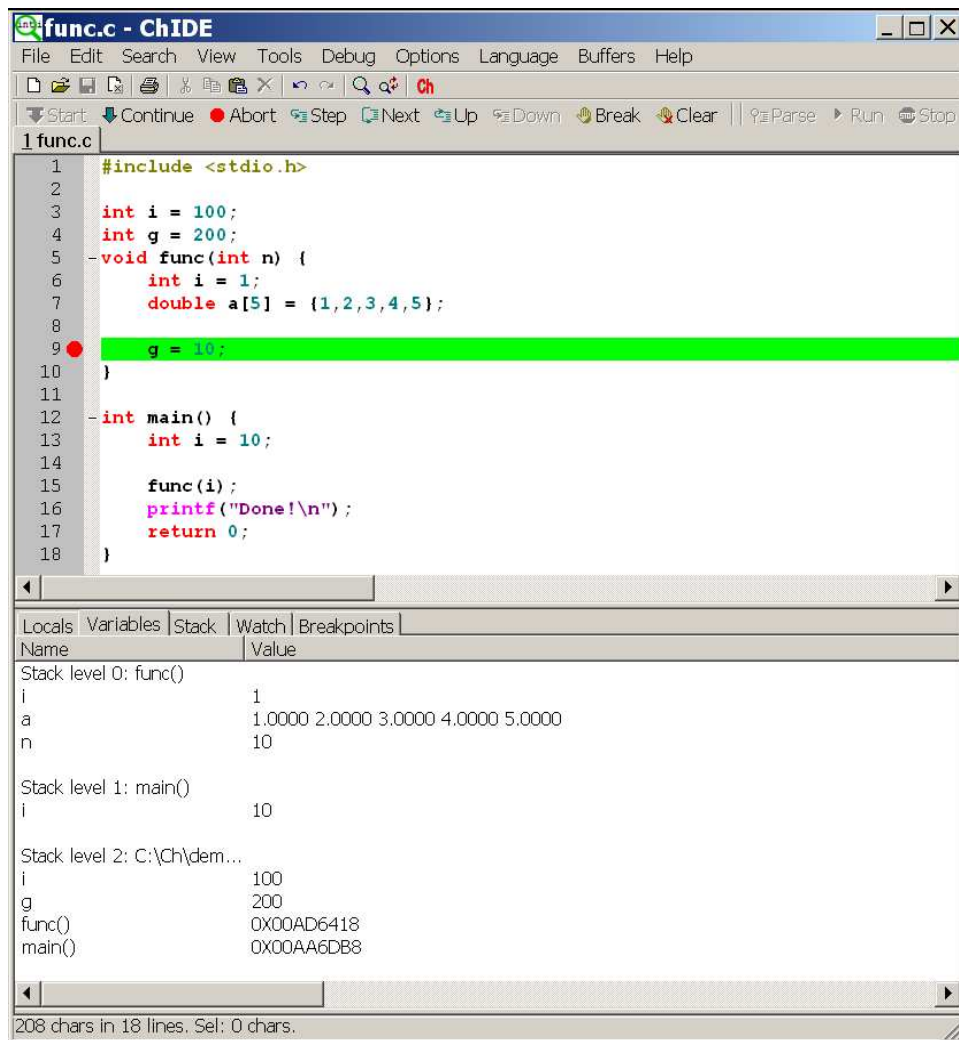 func.c - ChIDE
File Edit Search View Tools Debug Options Language Buffers Help
Ch
Start Continue Abort Step Next Up Down Break Clear Parse Run Stop
1 func.c
1 #include <stdio.h>
2
3 int i = 100;
4 int g = 200;
5 void func(int n) {
6 int i = 1;
7 double a[5] = {1,2,3,4,5};
8
9 g = 10;
10 }
11
12 int main() {
13 int i = 10;
14
15 func(i);
16 printf("Done!\n");
17 return 0;
18 }
Locals Variables Stack Watch Breakpoints
Name Value
Stack level 0: func()
i 1
a 1.0000 2.0000 3.0000 4.0000 5.0000
n 10
Stack level 1: main()
i 10
Stack level 2: C:\Ch\dem...
i 100
g 200
func() 0X00AD6418
main() 0X00AA6DB8
208 chars in 18 lines. Sel: 0 chars.